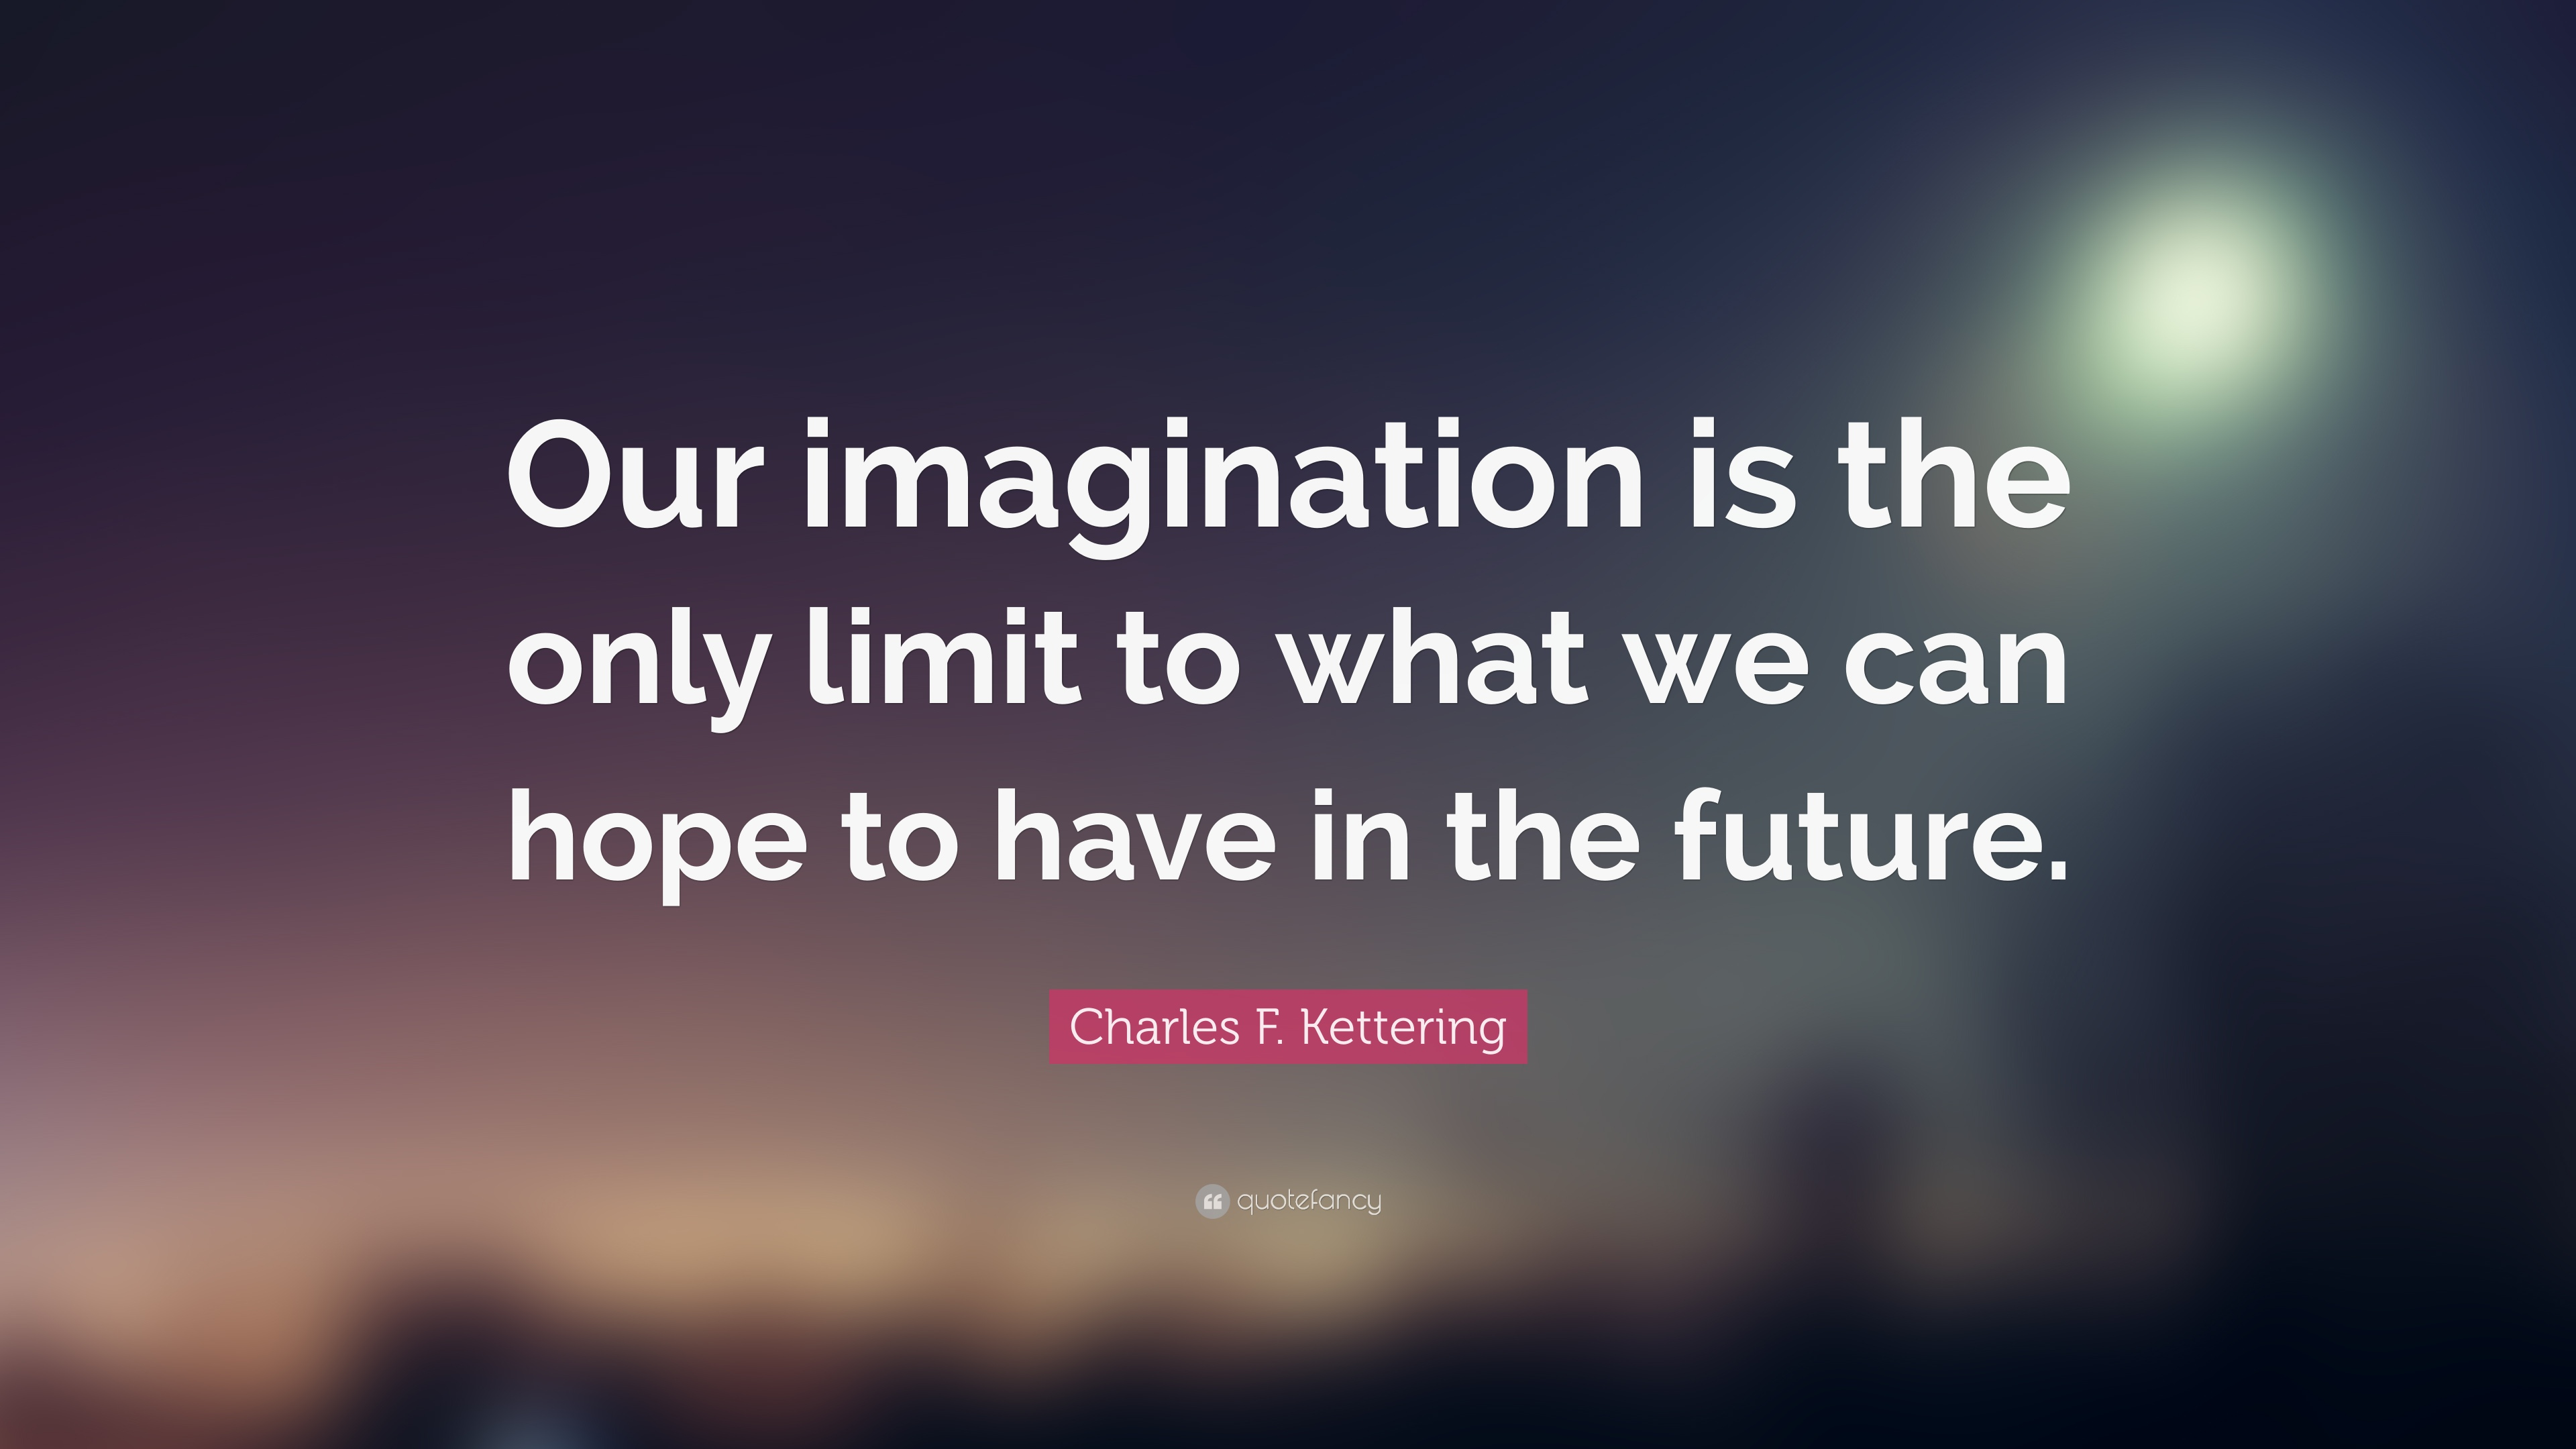 Our imagination is the
only limit to what we can
hope to have in the future.
Charles F. Kettering
quotefancy